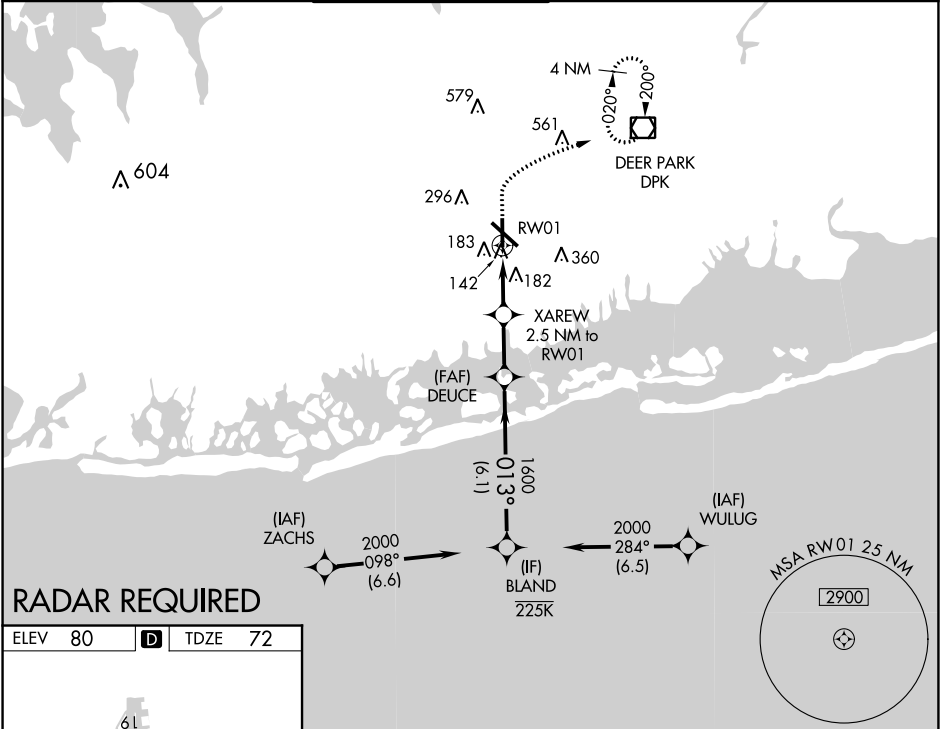 4 NM
020°
200°
579
561
DEER PARK
DPK
604
296
RW01
183
360
142
182
XAREW
2.5 NM to
RW01
(FAF)
DEUCE
1600
013°
(6.1)
(IAF)
ZACHS
2000
098°
(6.6)
(IF)
BLAND
225K
2000
284°
(6.5)
(IAF)
WULUG
MSA RW01 25 NM
2900
RADAR REQUIRED
ELEV 80 D TDZE 72
19